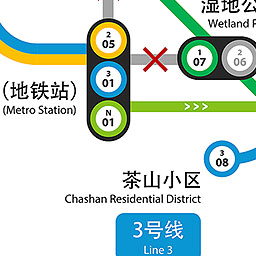 湿地公
Wetland P
2
05
1
07
2
06
3
01
(地铁站)
(Metro Station)
N
01
>>>
3
08
茶山小区
Chashan Residential District
3号线
Line 3